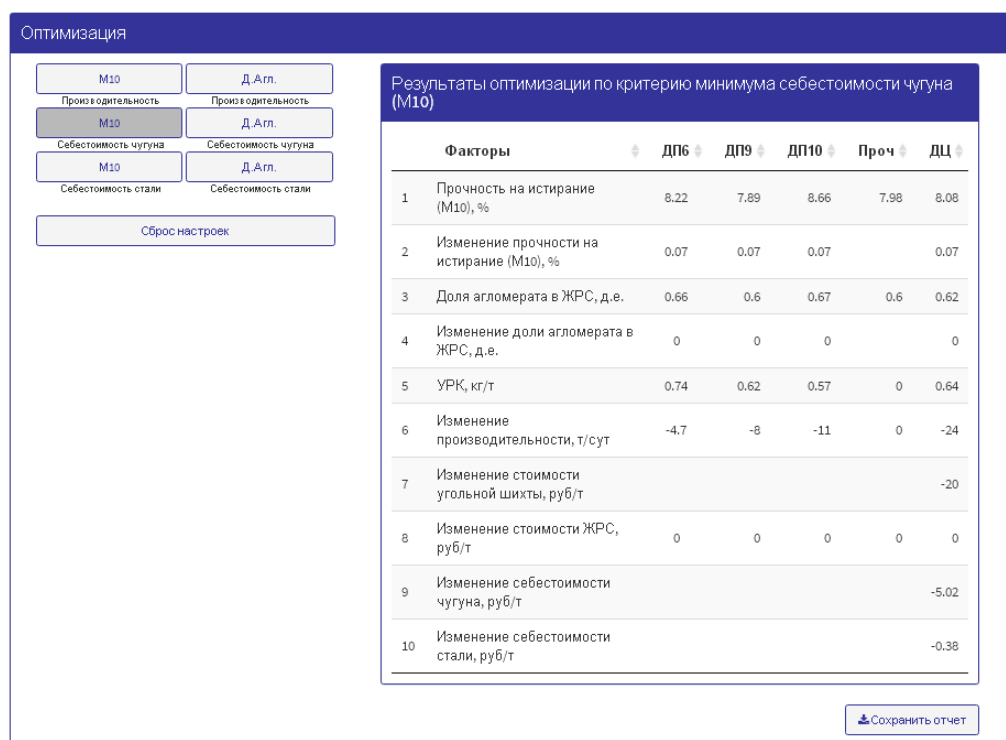 Оптимизация
М10
Д.Агл.
Производительность
Производительность
М10
Д.Агл.
Себестоимость чугуна
Себестоимость чугуна
М10
Д.Агл.
Себестоимость стали
Себестоимость стали
Сброс настроек
Результаты оптимизации по критерию минимума себестоимости чугуна
(М10)
Факторы ДП6 ДП9 ДП10 Проч ДЦ
1 Прочность на истирание
(М10), % 8.22 7.89 8.66 7.98 8.08
2 Изменение прочности на
истирание (М10), % 0.07 0.07 0.07 0.07
3 Доля агломерата в ЖРС, д.е. 0.66 0.6 0.67 0.6 0.62
4 Изменение доли агломерата в
ЖРС, д.е. 0 0 0 0
5 УРК, кг/т 0.74 0.62 0.57 0 0.64
6 Изменение
производительности, т/сут -4.7 -8 -11 0 -24
7 Изменение стоимости
угольной шихты, руб/т -20
8 Изменение стоимости ЖРС,
руб/т 0 0 0 0 0
9 Изменение себестоимости
чугуна, руб/т -5.02
10 Изменение себестоимости
стали, руб/т -0.38
Сохранить отчет